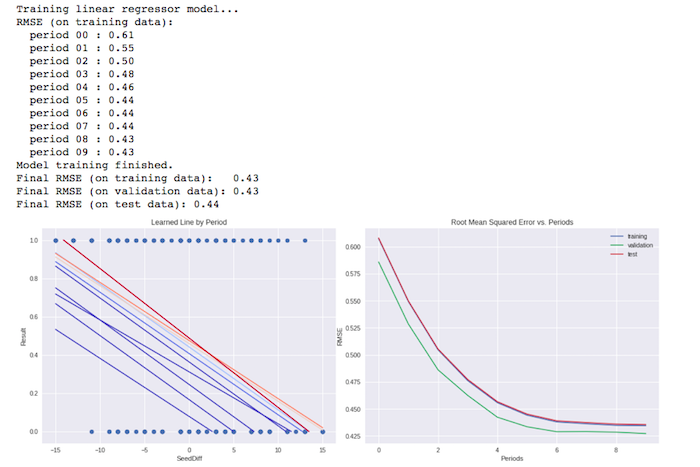 Training linear regressor model...
RMSE (on training data):
period 00 : 0.61
period 01 : 0.55
period 02 : 0.50
period 03 : 0.48
period 04 : 0.46
period 05 : 0.44
period 06 : 0.44
period 07 : 0.44
period 08 : 0.43
period 09 : 0.43
Model training finished.
Final RMSE (on training data):   0.43
Final RMSE (on validation data): 0.43
Final RMSE (on test data): 0.44
Learned Line by Period
1.0
0.8
0.6
0.4
0.2
0.0
Result
−15 −10 −5 0 5 10 15
SeedDiff
Root Mean Squared Error vs. Periods
training
validation
test
0.600
0.575
0.550
0.525
0.500
0.475
0.450
0.425
RMSE
0 2 4 6 8
Periods